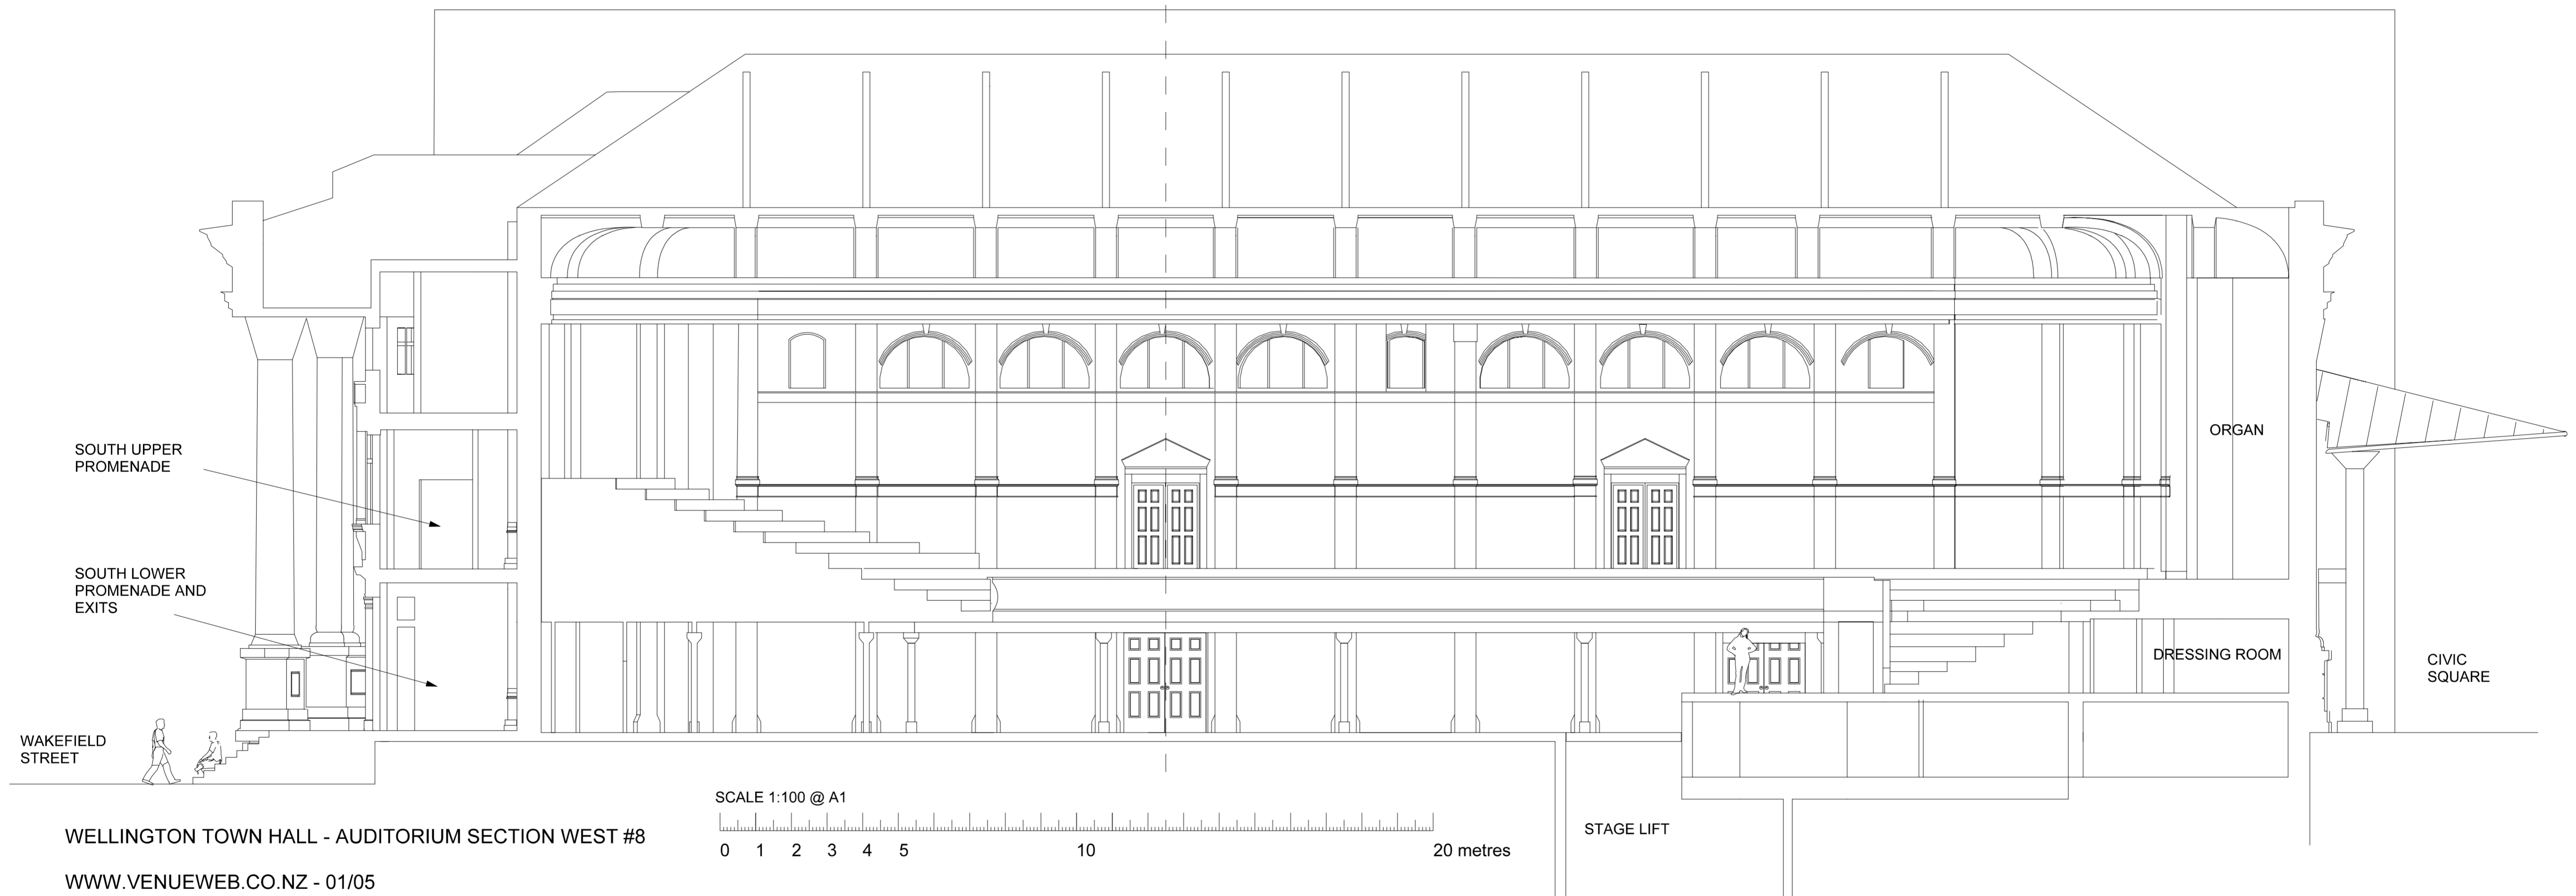 SOUTH UPPER
PROMENADE
ORGAN
SOUTH LOWER
PROMENADE AND
EXITS
DRESSING ROOM
CIVIC
SQUARE
WAKEFIELD
STREET
SCALE 1:100 @ A1
0 1 2 3 4 5 10 20 metres
STAGE LIFT
WELLINGTON TOWN HALL - AUDITORIUM SECTION WEST #8
WWW.VENUEWEB.CO.NZ - 01/05